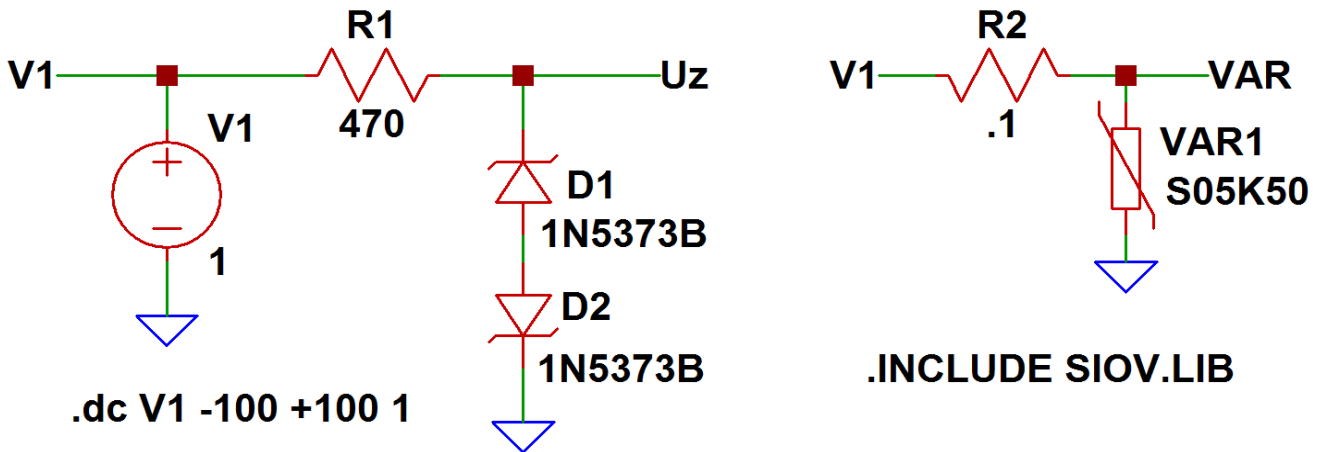 R1
R2
V1
Uz
V1
VAR
470
.1
V1
VAR1
D1
S05K50
1N5373B
1
D2
1N5373B
.INCLUDE SIOV.LIB
.dc V1 -100 +100 1